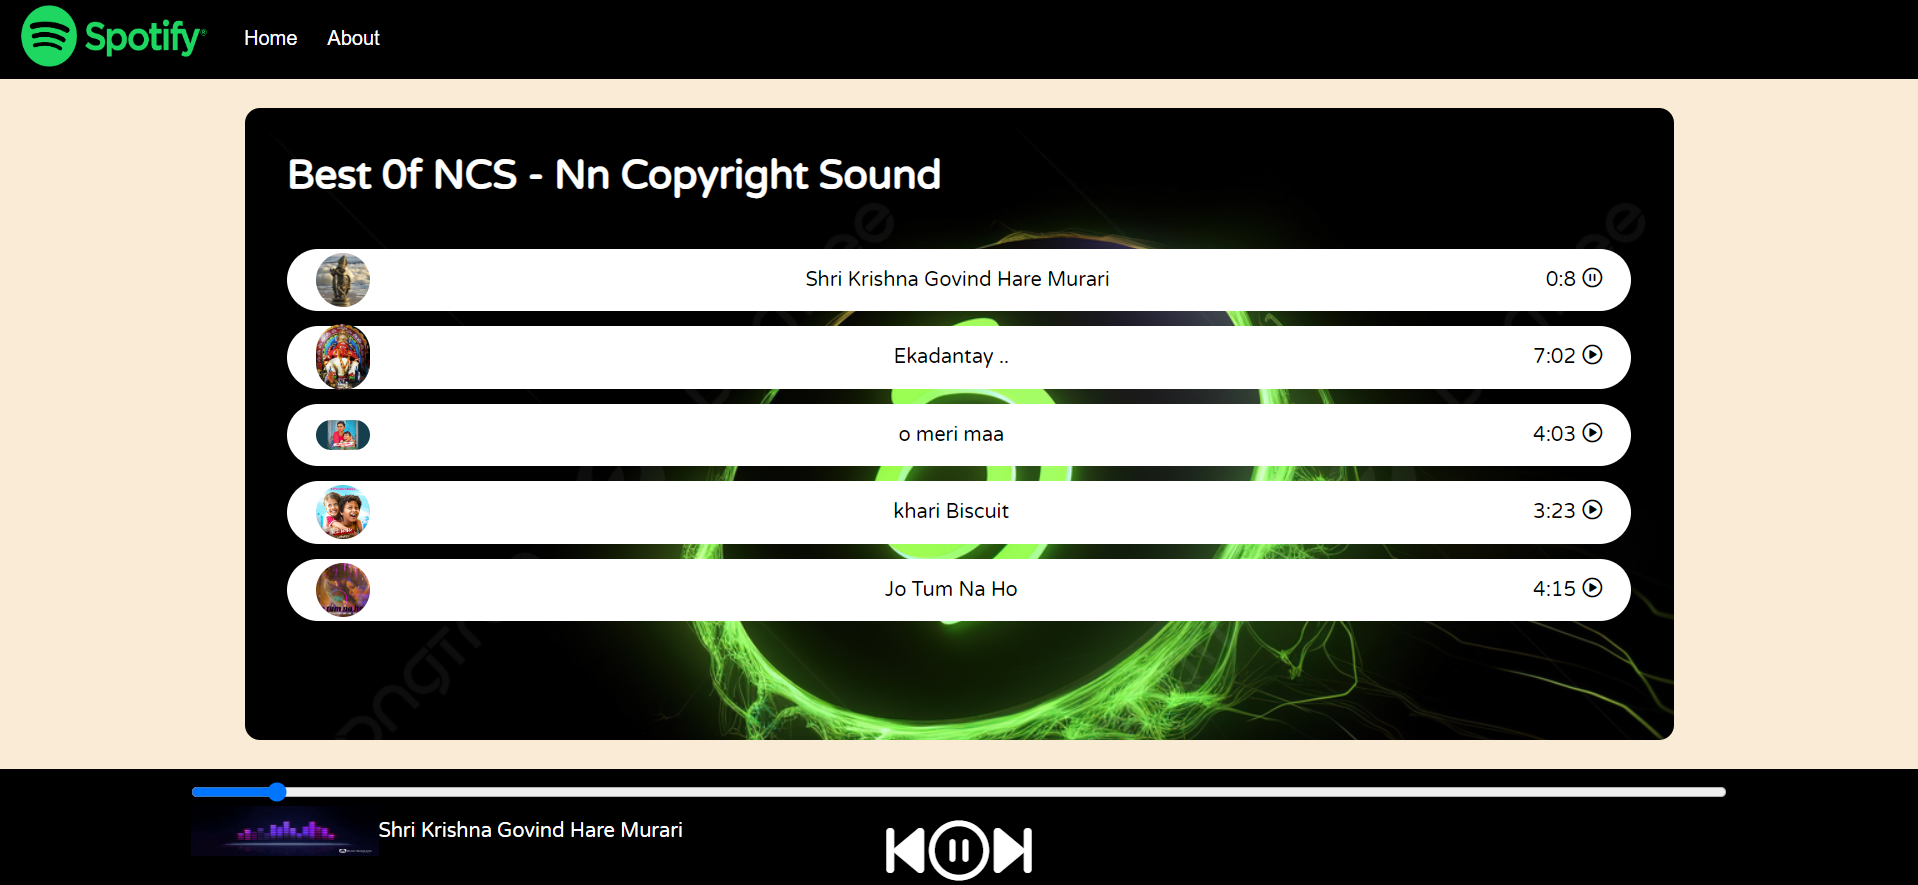 Spotify® Home About
Best 0f NCS - Nn Copyright Sound
Shri Krishna Govind Hare Murari 0:8
Ekadantay .. 7:02
o meri maa 4:03
khari Biscuit 3:23
Jo Tum Na Ho 4:15
Shri Krishna Govind Hare Murari